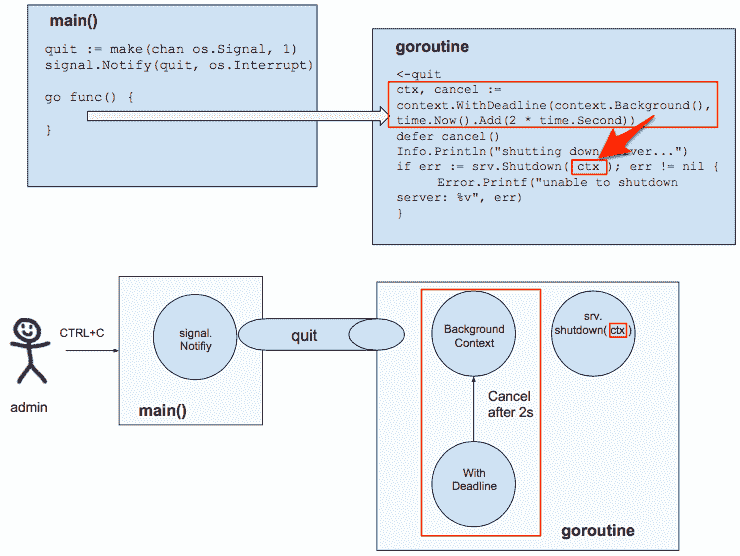 main()
quit := make(chan os.Signal, 1)
signal.Notify(quit, os.Interrupt)
go func() {
}
goroutine
<-quit
ctx, cancel :=
context.WithDeadline(context.Background(),
time.Now().Add(2 * time.Second))
defer cancel()
Info.Println("shutting down server...")
if err := srv.Shutdown( ctx ); err != nil {
Error.Printf("unable to shutdown
server: %v", err)
}
admin
CTRL+C
signal.
Notifiy
main()
quit
Background
Context
Cancel
after 2s
With
Deadline
srv.
shutdown( ctx )
goroutine